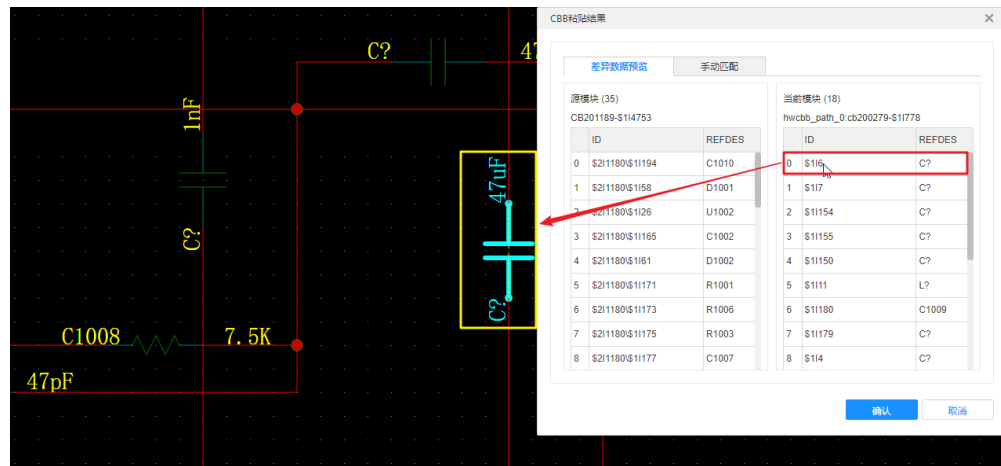 C?
47
1nF
C?
47uF
C?
C1008
7.5K
47pF
CBB粘贴结果
差异数据预览
手动匹配
源模块 (35)
CB201189-$1I4753
ID REFDES
0 $2I1180\$1I194 C1010
1 $2I1180\$1I58 D1001
2 $2I1180\$1I26 U1002
3 $2I1180\$1I165 C1002
4 $2I1180\$1I61 D1002
5 $2I1180\$1I171 R1001
6 $2I1180\$1I173 R1006
7 $2I1180\$1I175 R1003
8 $2I1180\$1I177 C1007
当前模块 (18)
hwcbb_path_0:cb200279-$1I778
ID REFDES
0 $1I6 C?
1 $1I7 C?
2 $1I154 C?
3 $1I155 C?
4 $1I150 C?
5 $1I11 L?
6 $1I180 C1009
7 $1I179 C?
8 $1I4 C?
确认
取消